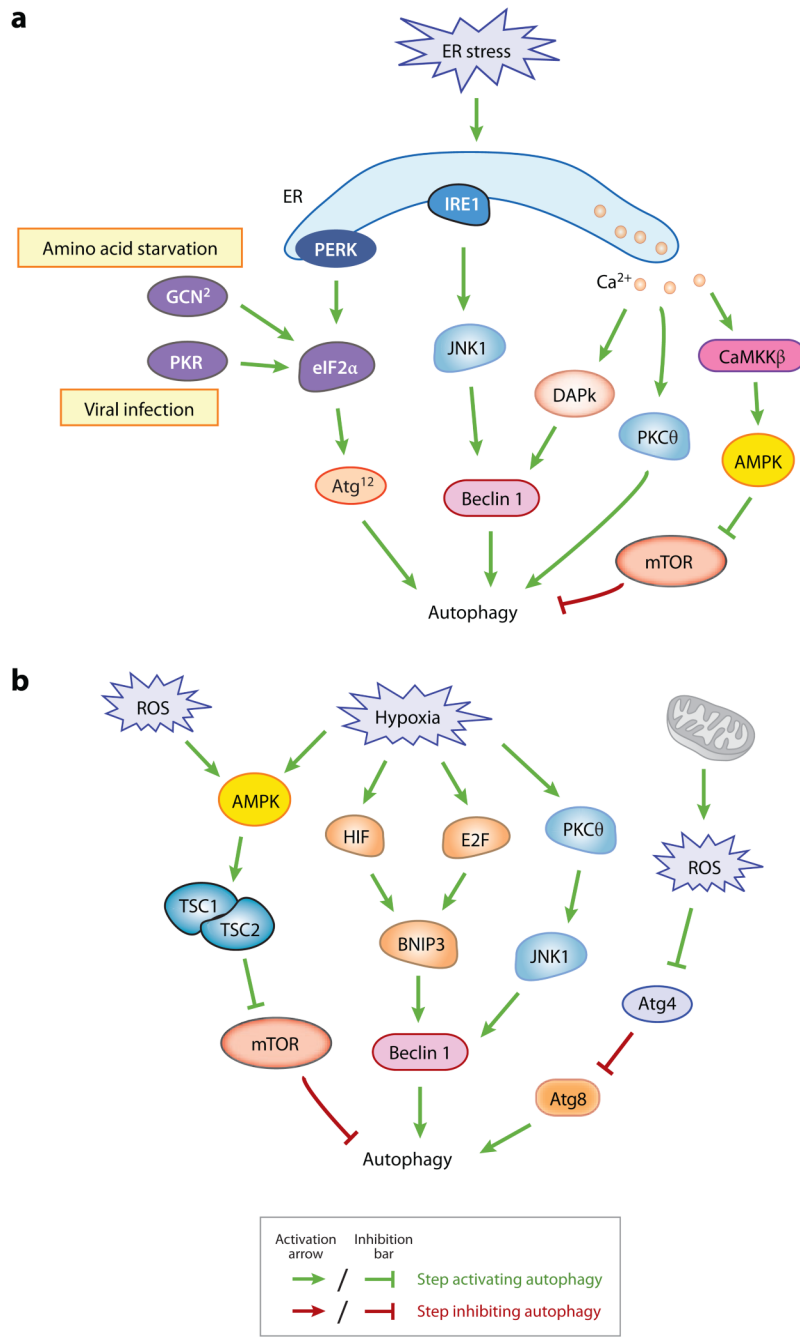 a
ER stress
ER
IRE1
PERK
Amino acid starvation
GCN²
Ca²⁺
PKR
eIF2α
JNK1
CaMKKβ
Viral infection
DAPk
PKCθ
AMPK
Atg¹²
Beclin 1
mTOR
Autophagy
b
ROS
Hypoxia
AMPK
HIF
E2F
PKCθ
ROS
TSC1
TSC2
BNIP3
JNK1
Atg4
mTOR
Beclin 1
Atg8
Autophagy
Activation
arrow
Inhibition
bar
/
Step activating autophagy
/
Step inhibiting autophagy